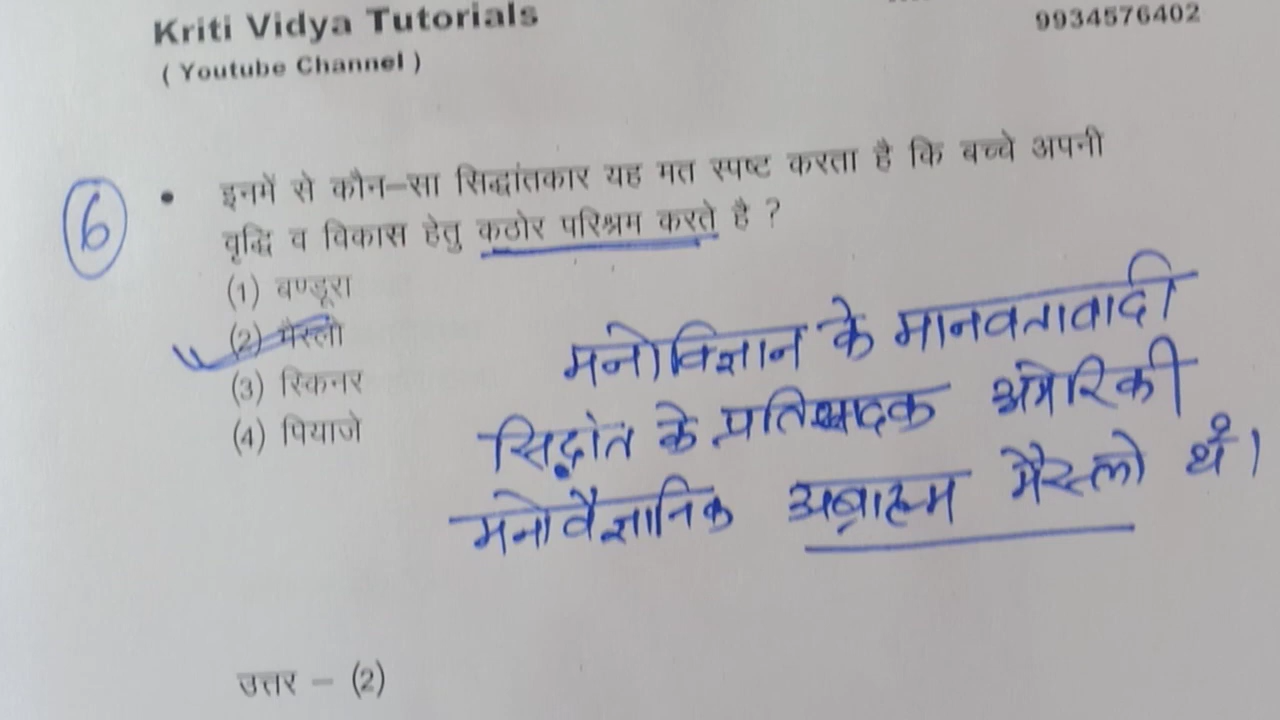 Kriti Vidya Tutorials
9934576402
( Youtube Channel )
6
• इनमें से कौन-सा सिद्धांतकार यह मत स्पष्ट करता है कि बच्चे अपनी
वृद्धि व विकास हेतु कठोर परिश्रम करते है ?
(1) बण्डूरा
(2) मैस्लो
(3) स्किनर
(4) पियाजे
मनोविज्ञान के मानवतावादी
सिद्धांत के प्रतिपादक अमेरिकी
मनोवैज्ञानिक अब्राहम मैस्लो थे।
उत्तर – (2)